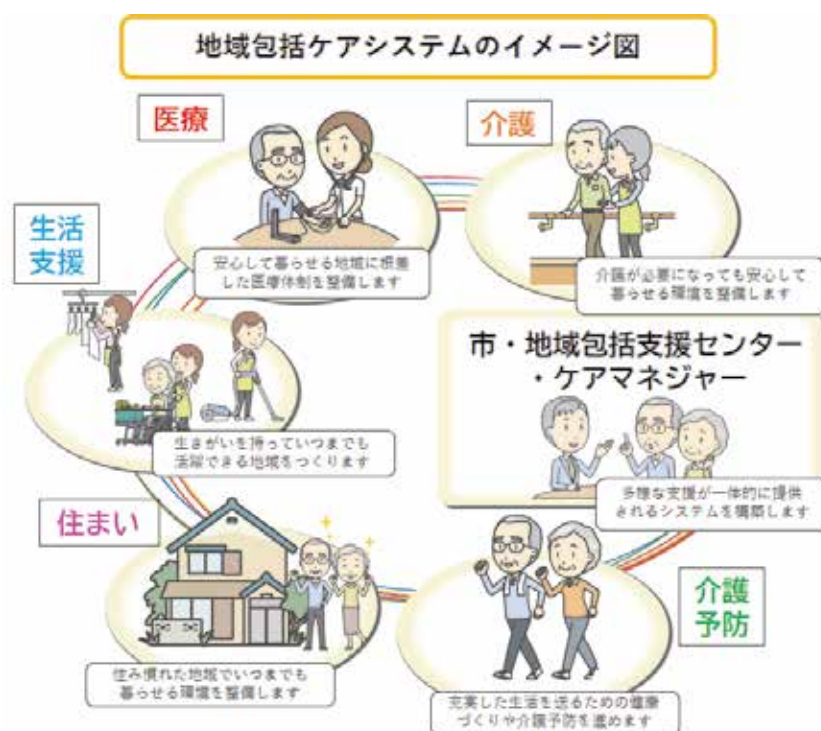 地域包括ケアシステムのイメージ図
医療
安心して暮らせる地域に根差
した医療体制を整備します
介護
介護が必要になっても安心して
暮らせる環境を整備します
生活
支援
生きがいを持っていつまでも
活躍できる地域をつくります
市・地域包括支援センター
・ケアマネジャー
多様な支援が一体的に提供
されるシステムを構築します
住まい
住み慣れた地域でいつまでも
暮らせる環境を整備します
介護
予防
充実した生活を送るための健康
づくりや介護予防を進めます